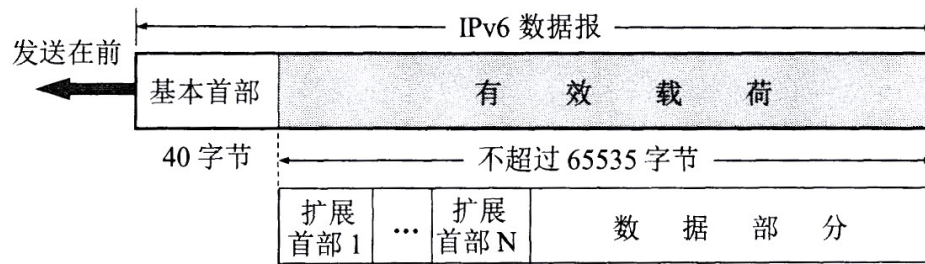 IPv6 数据报
发送在前
基本首部
有效载荷
40 字节
不超过 65535 字节
扩展
首部 1
...
扩展
首部 N
数据部分